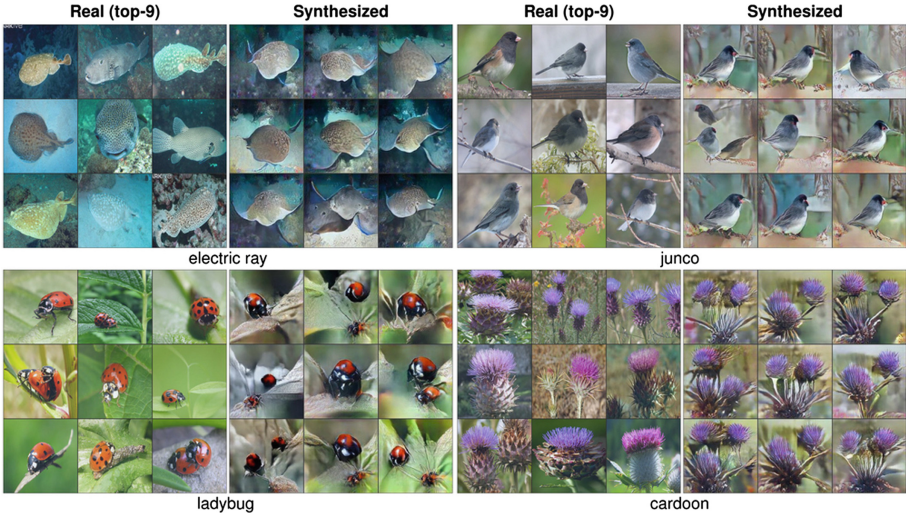 Real (top-9)
Synthesized
Real (top-9)
Synthesized
electric ray
junco
ladybug
cardoon